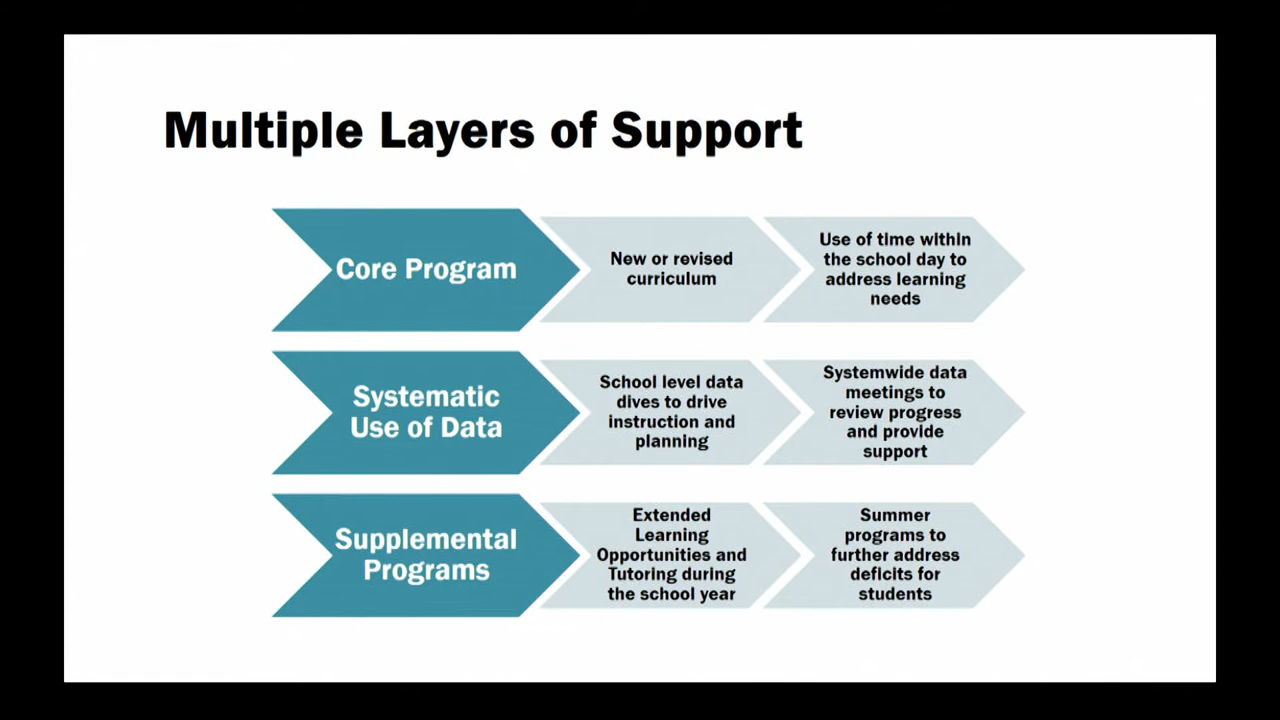 Multiple Layers of Support
Core Program
New or revised
curriculum
Use of time within
the school day to
address learning
needs
Systematic
Use of Data
School level data
dives to drive
instruction and
planning
Systemwide data
meetings to
review progress
and provide
support
Supplemental
Programs
Extended
Learning
Opportunities and
Tutoring during
the school year
Summer
programs to
further address
deficits for
students